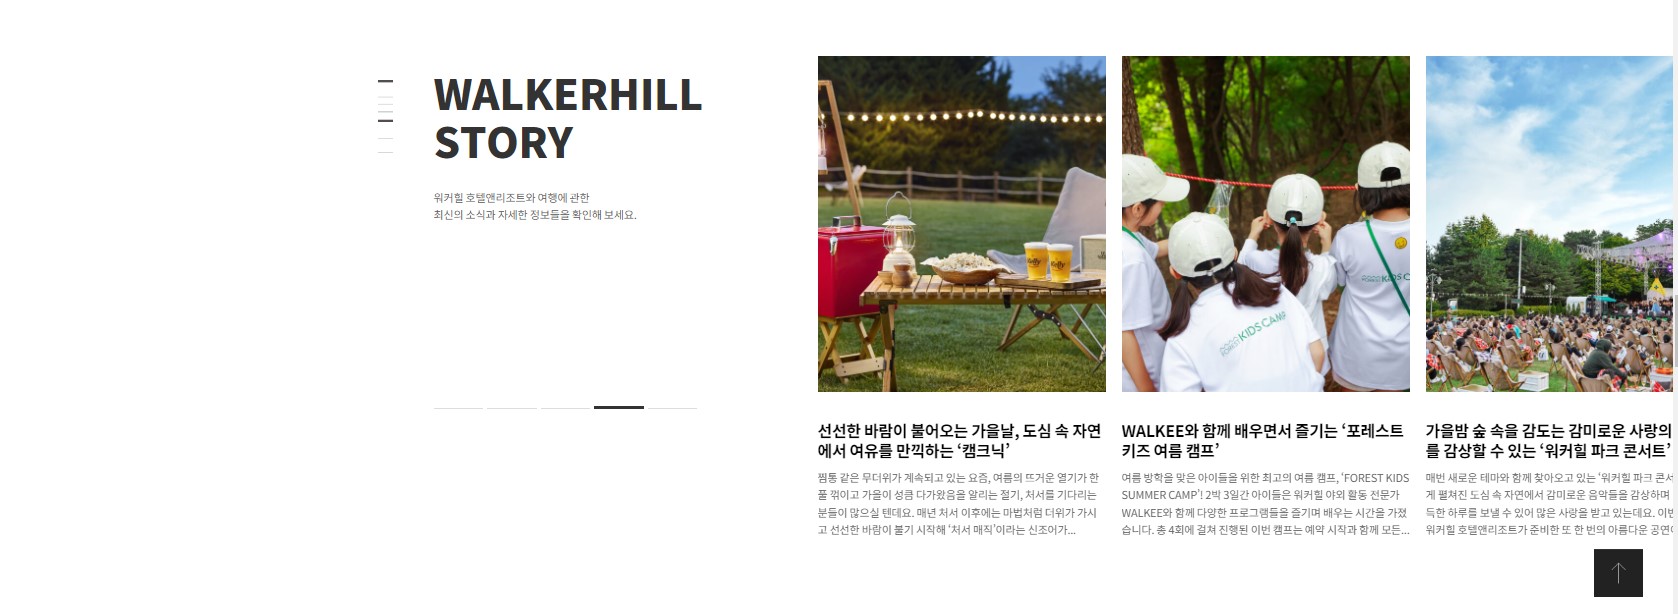 WALKERHILL
STORY
워커힐 호텔앤리조트와 여행에 관한
최신의 소식과 자세한 정보들을 확인해 보세요.
KIDS CAMP
선선한 바람이 불어오는 가을날, 도심 속 자연
에서 여유를 만끽하는 ‘캠크닉’
찜통 같은 무더위가 계속되고 있는 요즘, 여름의 뜨거운 열기가 한
풀 꺾이고 가을이 성큼 다가왔음을 알리는 절기, 처서를 기다리는
분들이 많으실 텐데요. 매년 처서 이후에는 마법처럼 더위가 가시
고 선선한 바람이 불기 시작해 ‘처서 매직’이라는 신조어가...
WALKEE와 함께 배우면서 즐기는 ‘포레스트
키즈 여름 캠프’
여름 방학을 맞은 아이들을 위한 최고의 여름 캠프, ‘FOREST KIDS
SUMMER CAMP’! 2박 3일간 아이들은 워커힐 야외 활동 전문가
WALKEE와 함께 다양한 프로그램들을 즐기며 배우는 시간을 가졌
습니다. 총 4회에 걸쳐 진행된 이번 캠프는 예약 시작과 함께 모든...
가을밤 숲 속을 감도는 감미로운 사랑의
를 감상할 수 있는 ‘워커힐 파크 콘서트’
매번 새로운 테마와 함께 찾아오고 있는 ‘워커힐 파크 콘서
게 펼쳐진 도심 속 자연에서 감미로운 음악들을 감상하며
득한 하루를 보낼 수 있어 많은 사랑을 받고 있는데요. 이번
워커힐 호텔앤리조트가 준비한 또 한 번의 아름다운 공연